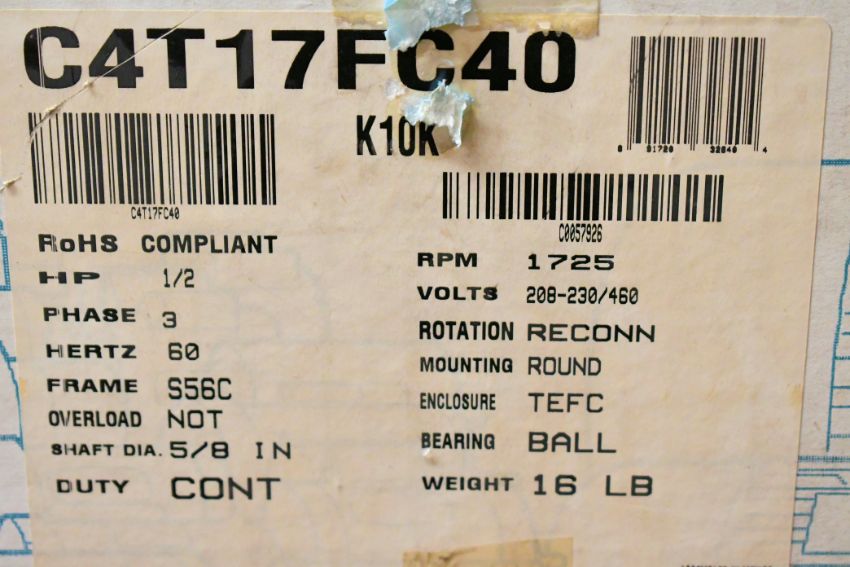 C4T17FC40
K10K
C4T17FC40
C0057926
RoHS COMPLIANT
HP 1/2
PHASE 3
HERTZ 60
FRAME S56C
OVERLOAD NOT
SHAFT DIA. 5/8 IN
DUTY CONT
RPM 1725
VOLTS 208-230/460
ROTATION RECONN
MOUNTING ROUND
ENCLOSURE TEFC
BEARING BALL
WEIGHT 16 LB